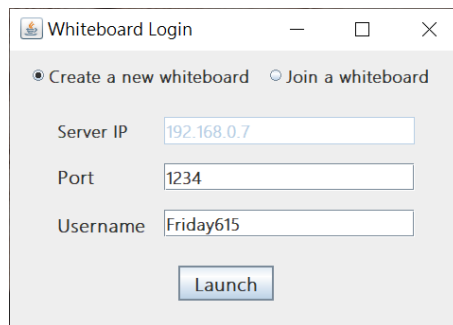 Whiteboard Login
Create a new whiteboard Join a whiteboard
Server IP 192.168.0.7
Port 1234
Username Friday615
Launch